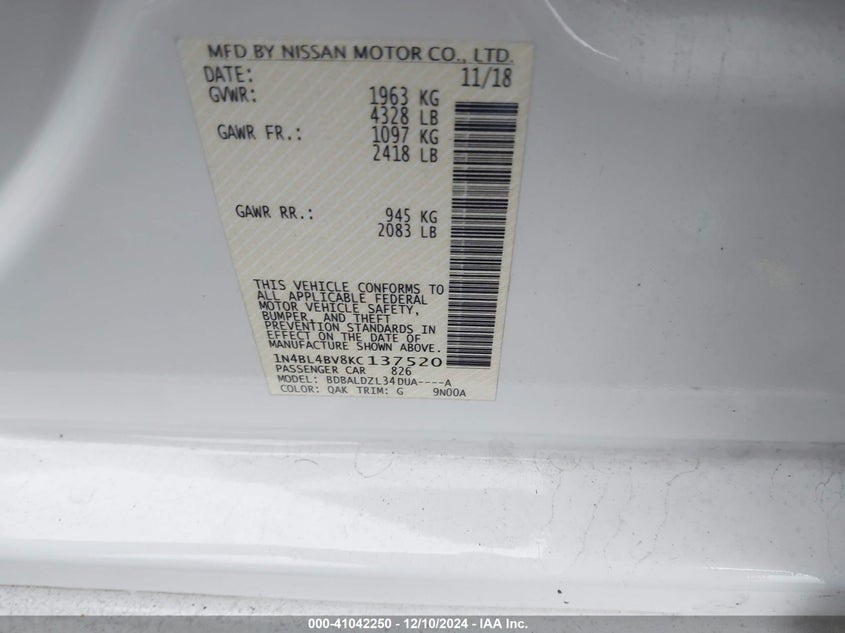 MFD BY NISSAN MOTOR CO., LTD.
DATE: 11/18
GVWR: 1963 KG
4328 LB
GAWR FR.: 1097 KG
2418 LB
GAWR RR.: 945 KG
2083 LB
THIS VEHICLE CONFORMS TO
ALL APPLICABLE FEDERAL
MOTOR VEHICLE SAFETY,
BUMPER, AND THEFT
PREVENTION STANDARDS IN
EFFECT ON THE DATE OF
MANUFACTURE SHOWN ABOVE.
1N4BL4BV8KC137520
PASSENGER CAR 826
MODEL: BDBALDZL34DUA----A
COLOR: QAK TRIM: G 9N00A
000-41042250 - 12/10/2024 - IAA Inc.